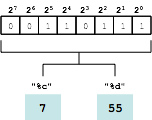 2⁷ 2⁶ 2⁵ 2⁴ 2³ 2² 2¹ 2⁰
0 0 1 1 0 1 1 1
"%c" "%d"
7 55